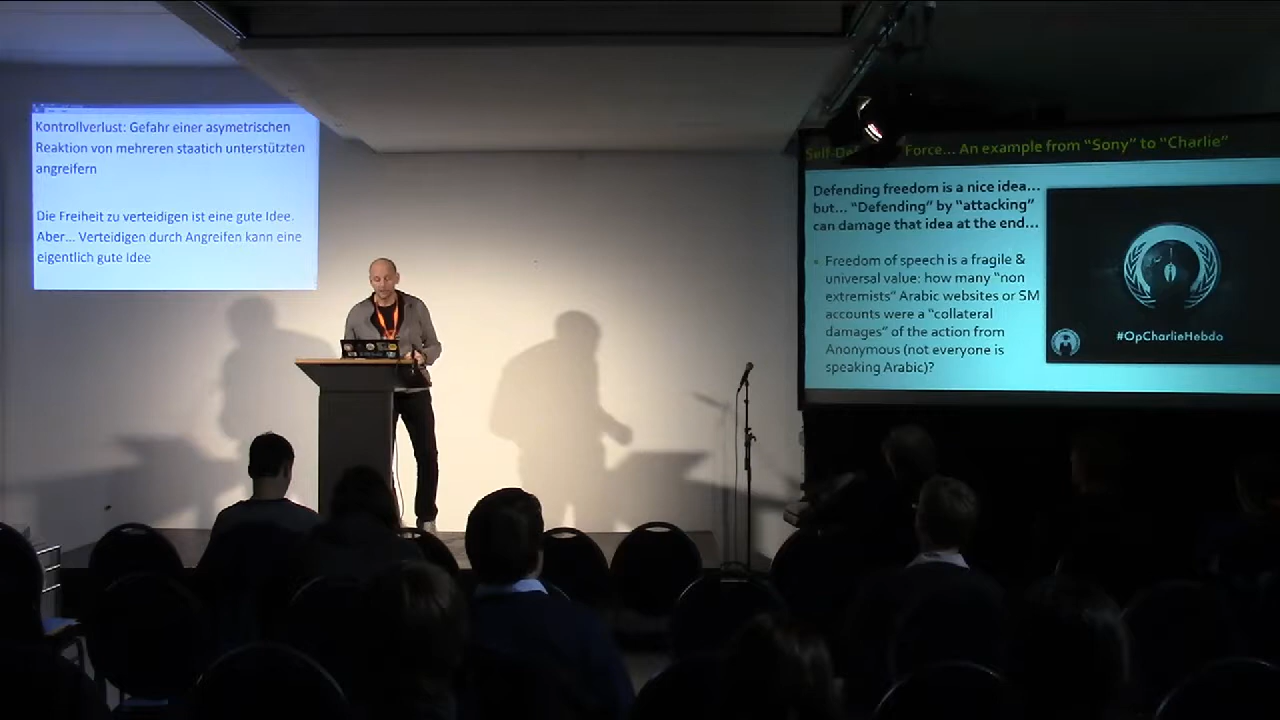 Kontrollverlust: Gefahr einer asymetrischen
Reaktion von mehreren staatich unterstützten
angreifern
Die Freiheit zu verteidigen ist eine gute Idee.
Aber... Verteidigen durch Angreifen kann eine
eigentlich gute Idee
Self-De Force... An example from "Sony" to "Charlie"
Defending freedom is a nice idea...
but... "Defending" by "attacking"
can damage that idea at the end...
Freedom of speech is a fragile &
universal value: how many "non
extremists" Arabic websites or SM
accounts were a "collateral
damages" of the action from
Anonymous (not everyone is
speaking Arabic)?
#OpCharlieHebdo